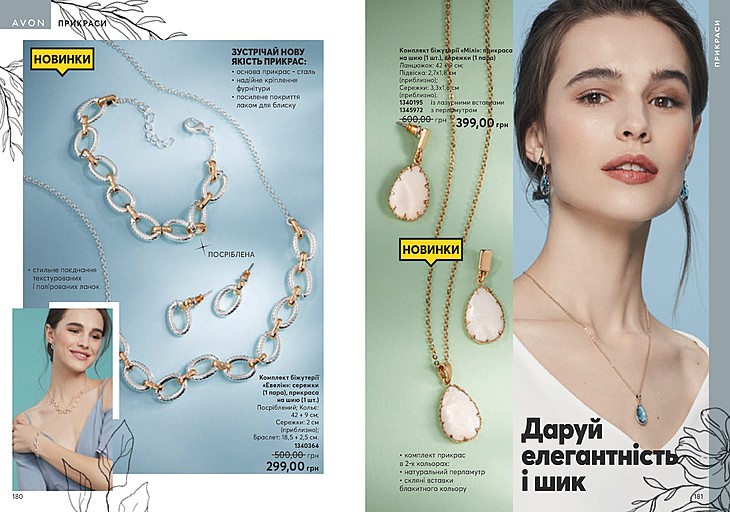 AVON ПРИКРАСИ
НОВИНКИ
ЗУСТРІЧАЙ НОВУ
ЯКІСТЬ ПРИКРАС:
• основа прикрас - сталь
• надійне кріплення
фурнітури
• посилене покриття
лаком для блиску
ПОСРІБЛЕНА
• стильне поєднання
текстурованих
і полірованих ланок
Комплект біжутерії
«Евелін»: сережки
(1 пара), прикраса
на шию (1 шт.)
Посріблений; Кольє:
42 + 9 см;
Сережки: 2 см
(приблизно);
Браслет: 18,5 + 2,5 см.
1340364
500,00 грн
299,00 грн
180
Комплект біжутерії «Мілін»: прикраса
на шию (1 шт.), сережки (1 пара)
Ланцюжок: 42 + 9 см;
Підвіска: 2,7х1,8 см
(приблизно);
Сережки: 3,3х1,6 см
(приблизно).
1340195 із лазуровими вставками
1345972 з перламутром
600,00 грн 399,00 грн
НОВИНКИ
• комплект прикрас
в 2-х кольорах:
• натуральний перламутр
• скляні вставки
блакитного кольору
ПРИКРАСИ
Даруй
елегантність
і шик
181